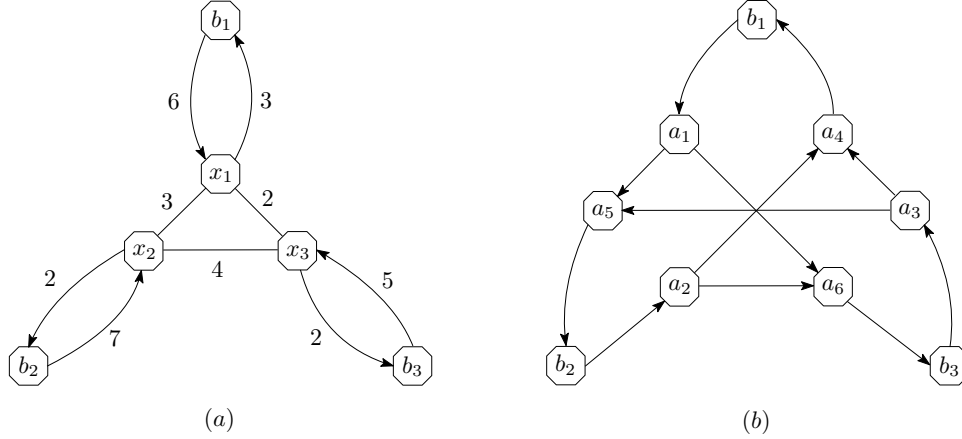 b₁
6
3
x₁
3
2
x₂
4
x₃
2
7
5
2
b₂
b₃
(a)
b₁
a₁
a₄
a₅
a₃
a₂
a₆
b₂
b₃
(b)